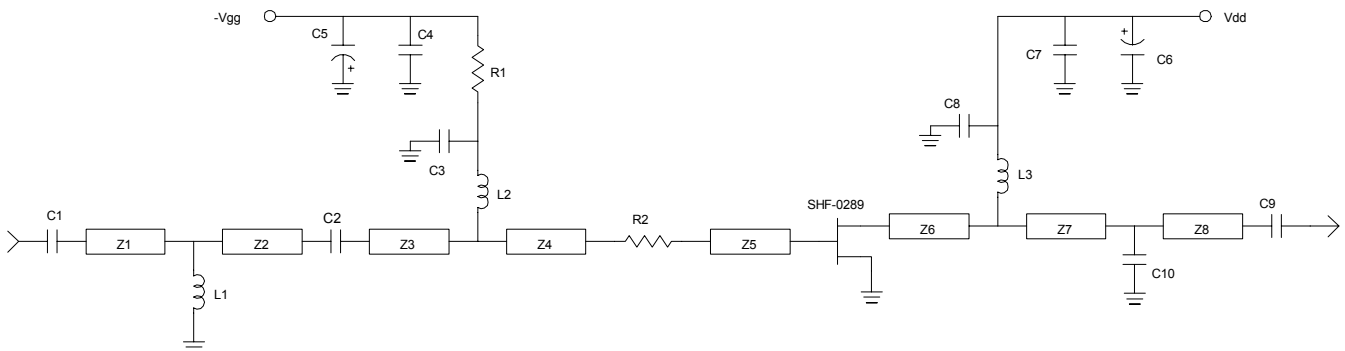 -Vgg
C5
C4
+
R1
C3
L2
C1
Z1
L1
Z2
C2
Z3
Z4
R2
Z5
SHF-0289
Z6
C8
L3
C7
+
C6
Vdd
Z7
C10
Z8
C9